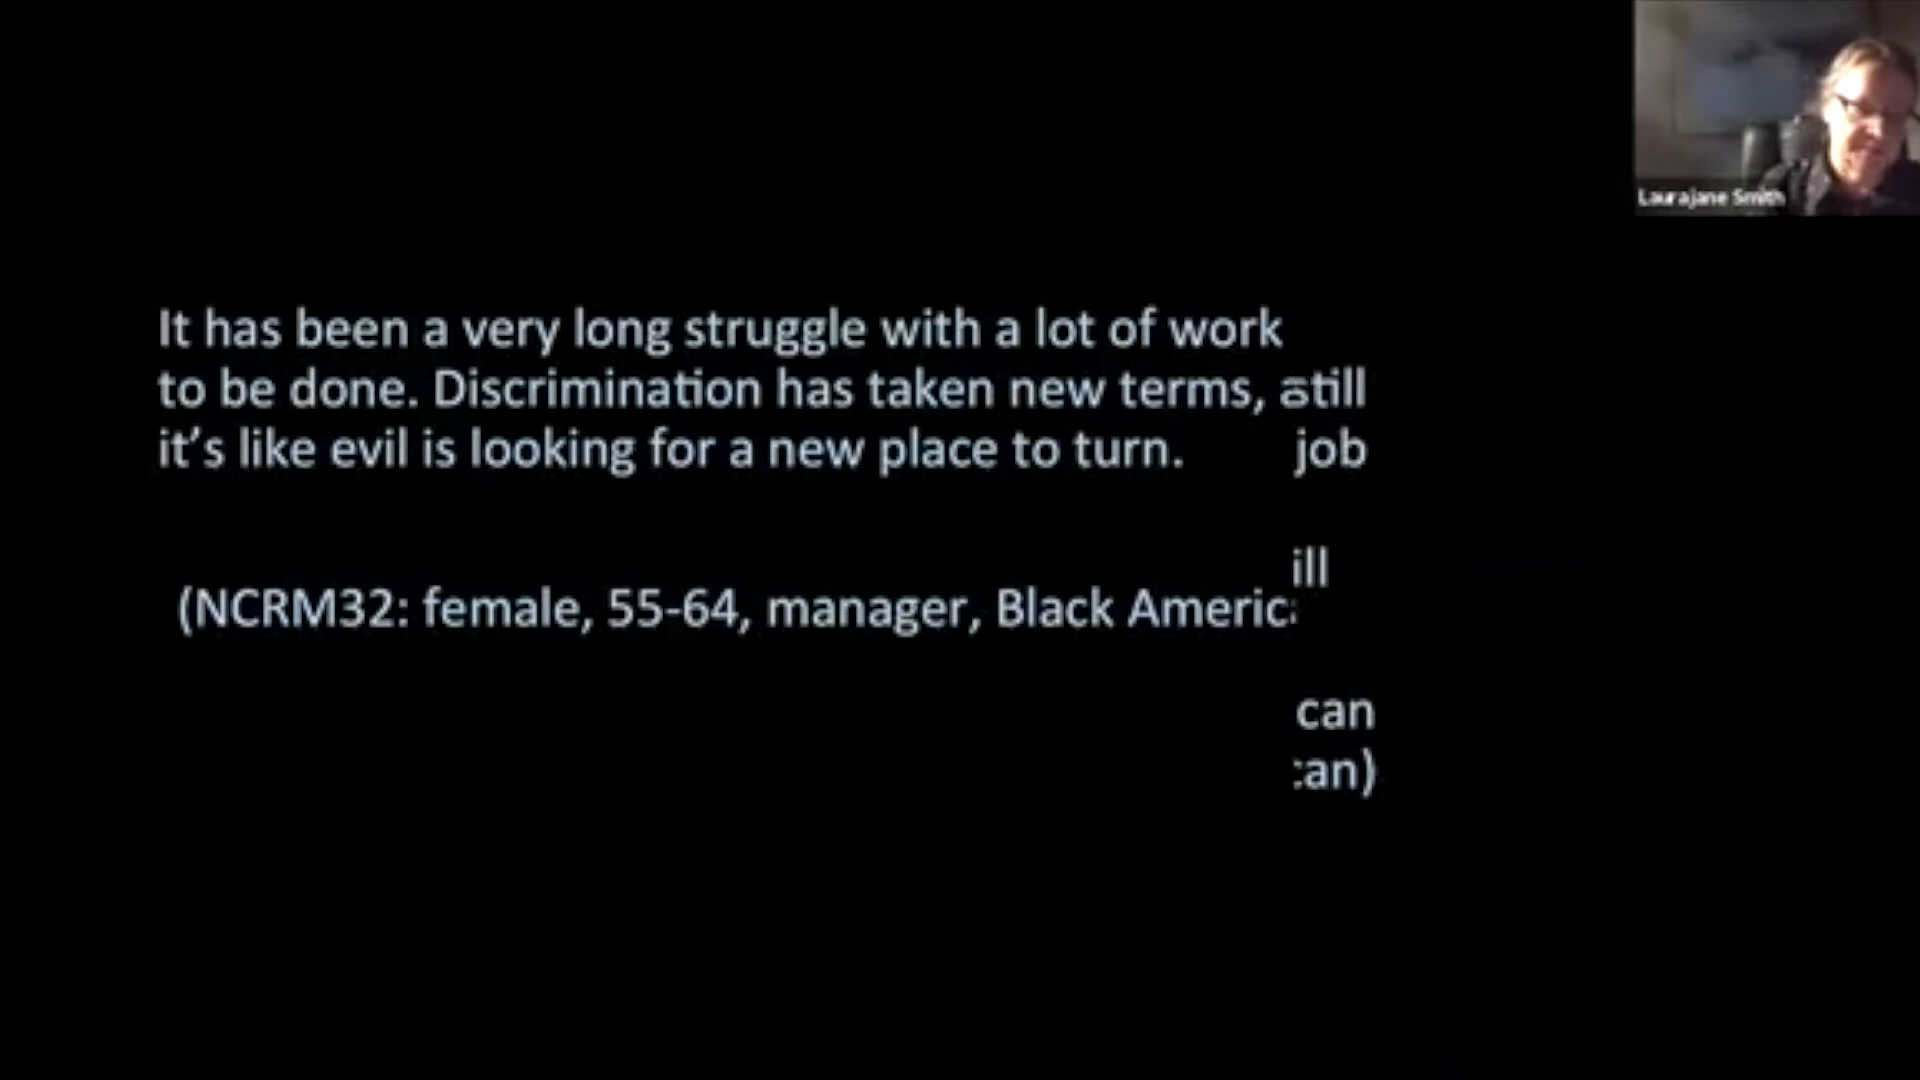 Laurajane Smith
It has been a very long struggle with a lot of work
to be done. Discrimination has taken new terms, still
it's like evil is looking for a new place to turn. job
ill
(NCRM32: female, 55-64, manager, Black Americ
can
an)